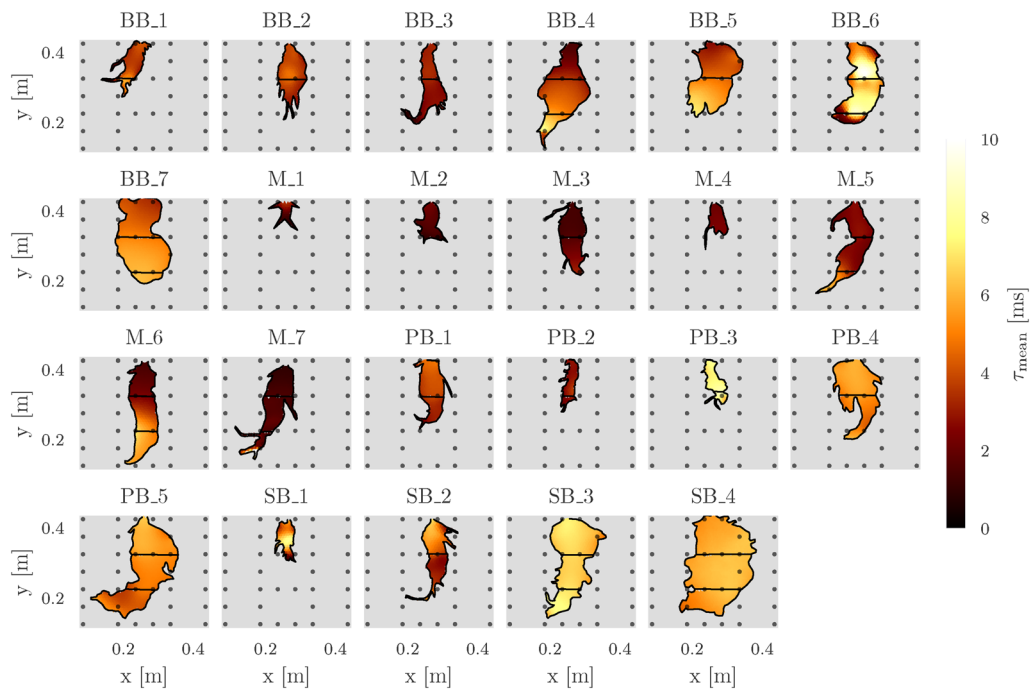 BB_1 BB_2 BB_3 BB_4 BB_5 BB_6
0.4
y [m]
0.2
BB_7 M_1 M_2 M_3 M_4 M_5
0.4
y [m]
0.2
M_6 M_7 PB_1 PB_2 PB_3 PB_4
0.4
y [m]
0.2
PB_5 SB_1 SB_2 SB_3 SB_4
0.4
y [m]
0.2
0.2 0.4 0.2 0.4 0.2 0.4 0.2 0.4 0.2 0.4
x [m] x [m] x [m] x [m] x [m]
10
8
6
4
2
0
τmean [ms]